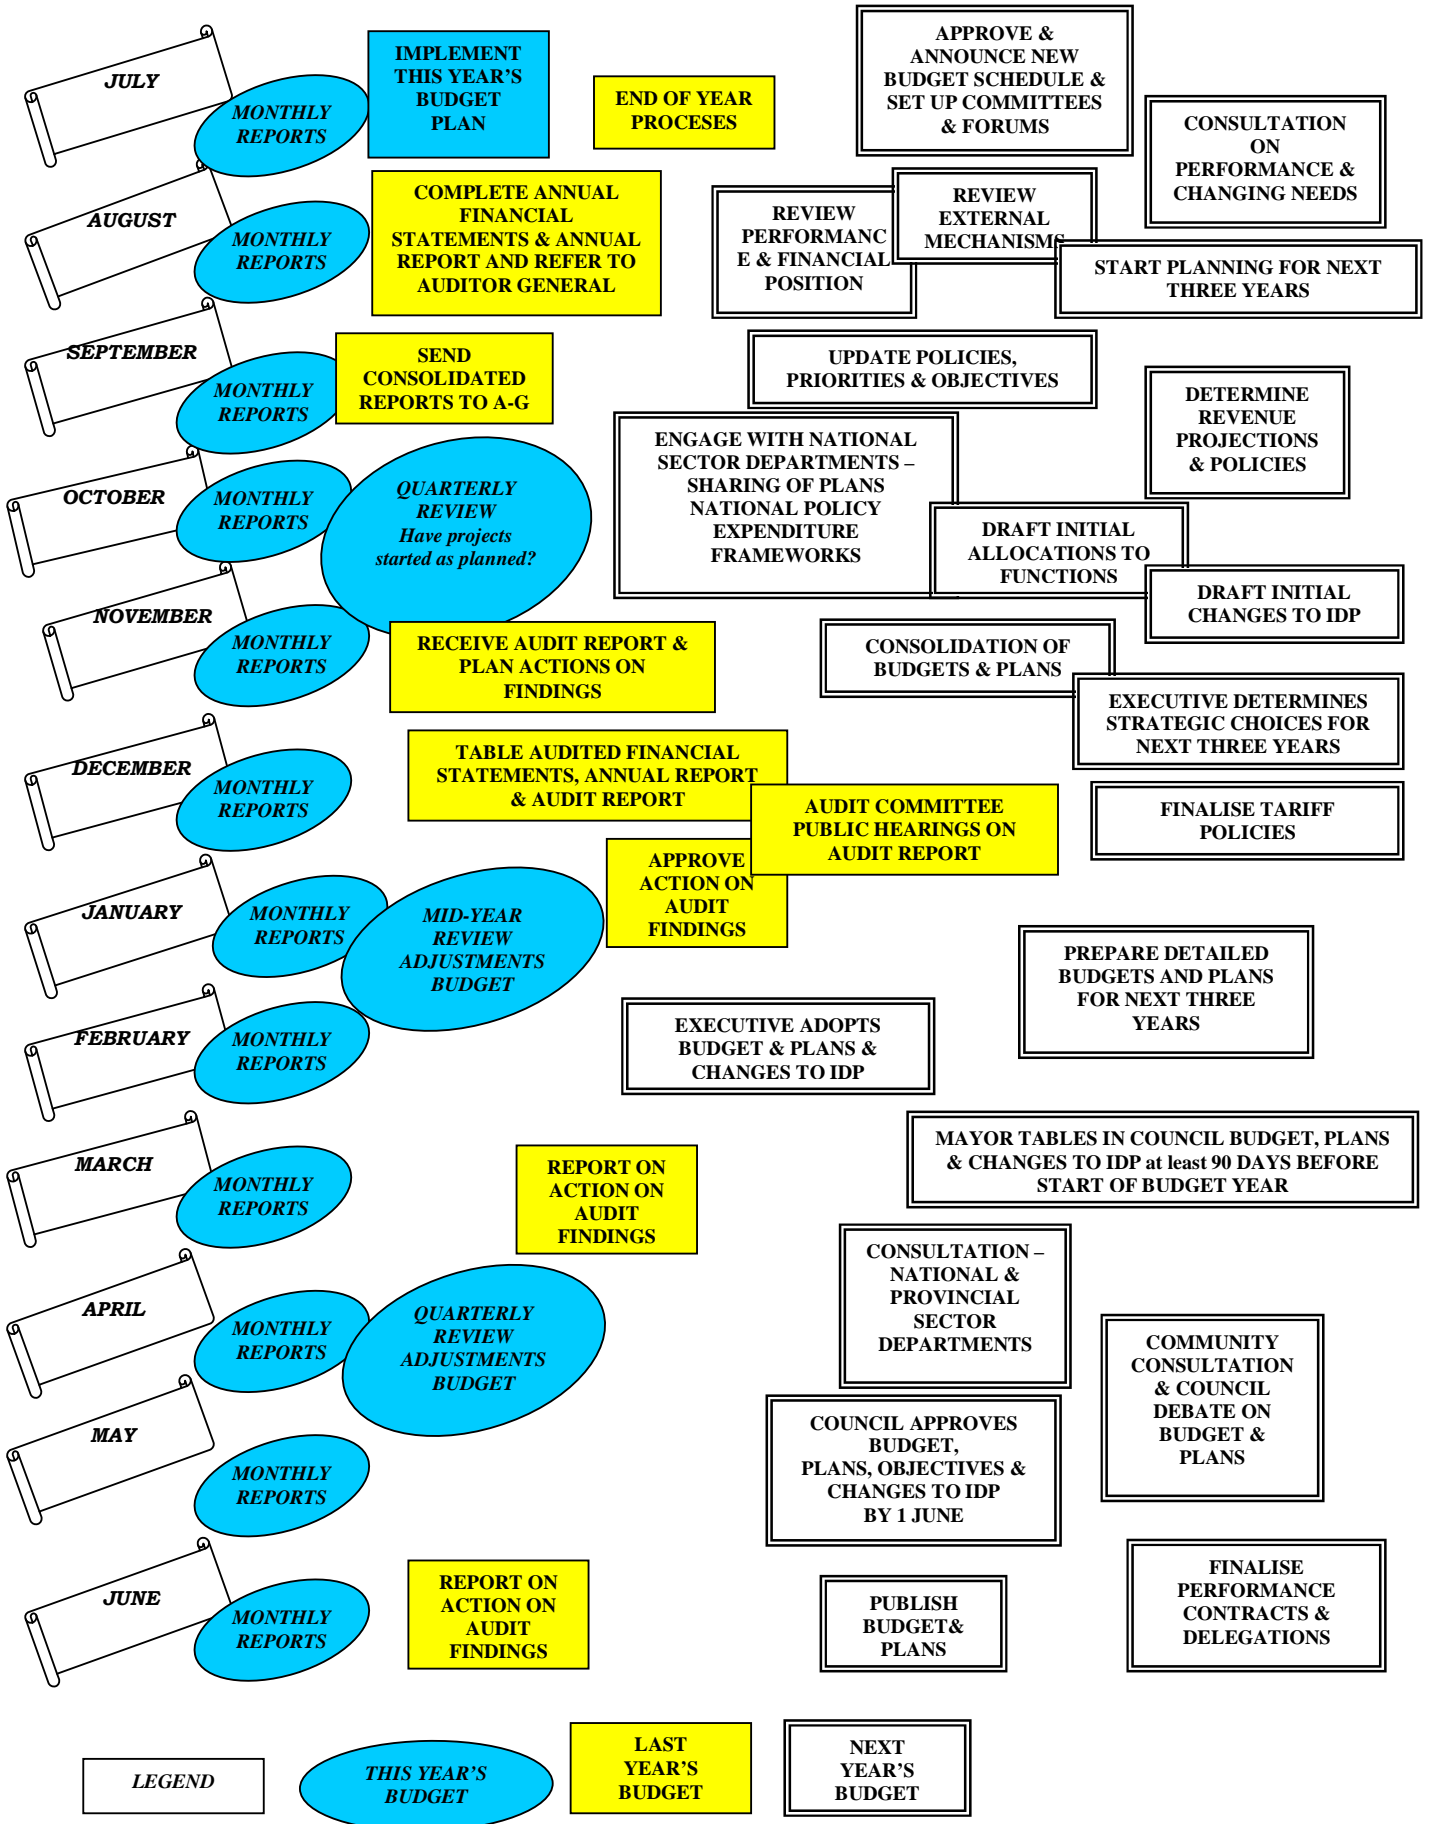 JULY
MONTHLY
REPORTS
IMPLEMENT
THIS YEAR'S
BUDGET
PLAN
END OF YEAR
PROCESES
APPROVE &
ANNOUNCE NEW
BUDGET SCHEDULE &
SET UP COMMITTEES
& FORUMS
CONSULTATION
ON
PERFORMANCE &
CHANGING NEEDS
AUGUST
MONTHLY
REPORTS
COMPLETE ANNUAL
FINANCIAL
STATEMENTS & ANNUAL
REPORT AND REFER TO
AUDITOR GENERAL
REVIEW
PERFORMANC
E & FINANCIAL
POSITION
REVIEW
EXTERNAL
MECHANISMS
START PLANNING FOR NEXT
THREE YEARS
SEPTEMBER
MONTHLY
REPORTS
SEND
CONSOLIDATED
REPORTS TO A-G
UPDATE POLICIES,
PRIORITIES & OBJECTIVES
DETERMINE
REVENUE
PROJECTIONS
& POLICIES
OCTOBER
MONTHLY
REPORTS
QUARTERLY
REVIEW
Have projects
started as planned?
ENGAGE WITH NATIONAL
SECTOR DEPARTMENTS –
SHARING OF PLANS
NATIONAL POLICY
EXPENDITURE
FRAMEWORKS
DRAFT INITIAL
ALLOCATIONS TO
FUNCTIONS
DRAFT INITIAL
CHANGES TO IDP
NOVEMBER
MONTHLY
REPORTS
RECEIVE AUDIT REPORT &
PLAN ACTIONS ON
FINDINGS
CONSOLIDATION OF
BUDGETS & PLANS
EXECUTIVE DETERMINES
STRATEGIC CHOICES FOR
NEXT THREE YEARS
DECEMBER
MONTHLY
REPORTS
TABLE AUDITED FINANCIAL
STATEMENTS, ANNUAL REPORT
& AUDIT REPORT
AUDIT COMMITTEE
PUBLIC HEARINGS ON
AUDIT REPORT
FINALISE TARIFF
POLICIES
JANUARY
MONTHLY
REPORTS
MID-YEAR
REVIEW
ADJUSTMENTS
BUDGET
APPROVE
ACTION ON
AUDIT
FINDINGS
PREPARE DETAILED
BUDGETS AND PLANS
FOR NEXT THREE
YEARS
FEBRUARY
MONTHLY
REPORTS
EXECUTIVE ADOPTS
BUDGET & PLANS &
CHANGES TO IDP
MARCH
MONTHLY
REPORTS
REPORT ON
ACTION ON
AUDIT
FINDINGS
MAYOR TABLES IN COUNCIL BUDGET, PLANS
& CHANGES TO IDP at least 90 DAYS BEFORE
START OF BUDGET YEAR
APRIL
MONTHLY
REPORTS
QUARTERLY
REVIEW
ADJUSTMENTS
BUDGET
CONSULTATION –
NATIONAL &
PROVINCIAL
SECTOR
DEPARTMENTS
COMMUNITY
CONSULTATION
& COUNCIL
DEBATE ON
BUDGET &
PLANS
MAY
MONTHLY
REPORTS
COUNCIL APPROVES
BUDGET,
PLANS, OBJECTIVES &
CHANGES TO IDP
BY 1 JUNE
JUNE
MONTHLY
REPORTS
REPORT ON
ACTION ON
AUDIT
FINDINGS
PUBLISH
BUDGET&
PLANS
FINALISE
PERFORMANCE
CONTRACTS &
DELEGATIONS
LEGEND
THIS YEAR'S
BUDGET
LAST
YEAR'S
BUDGET
NEXT
YEAR'S
BUDGET